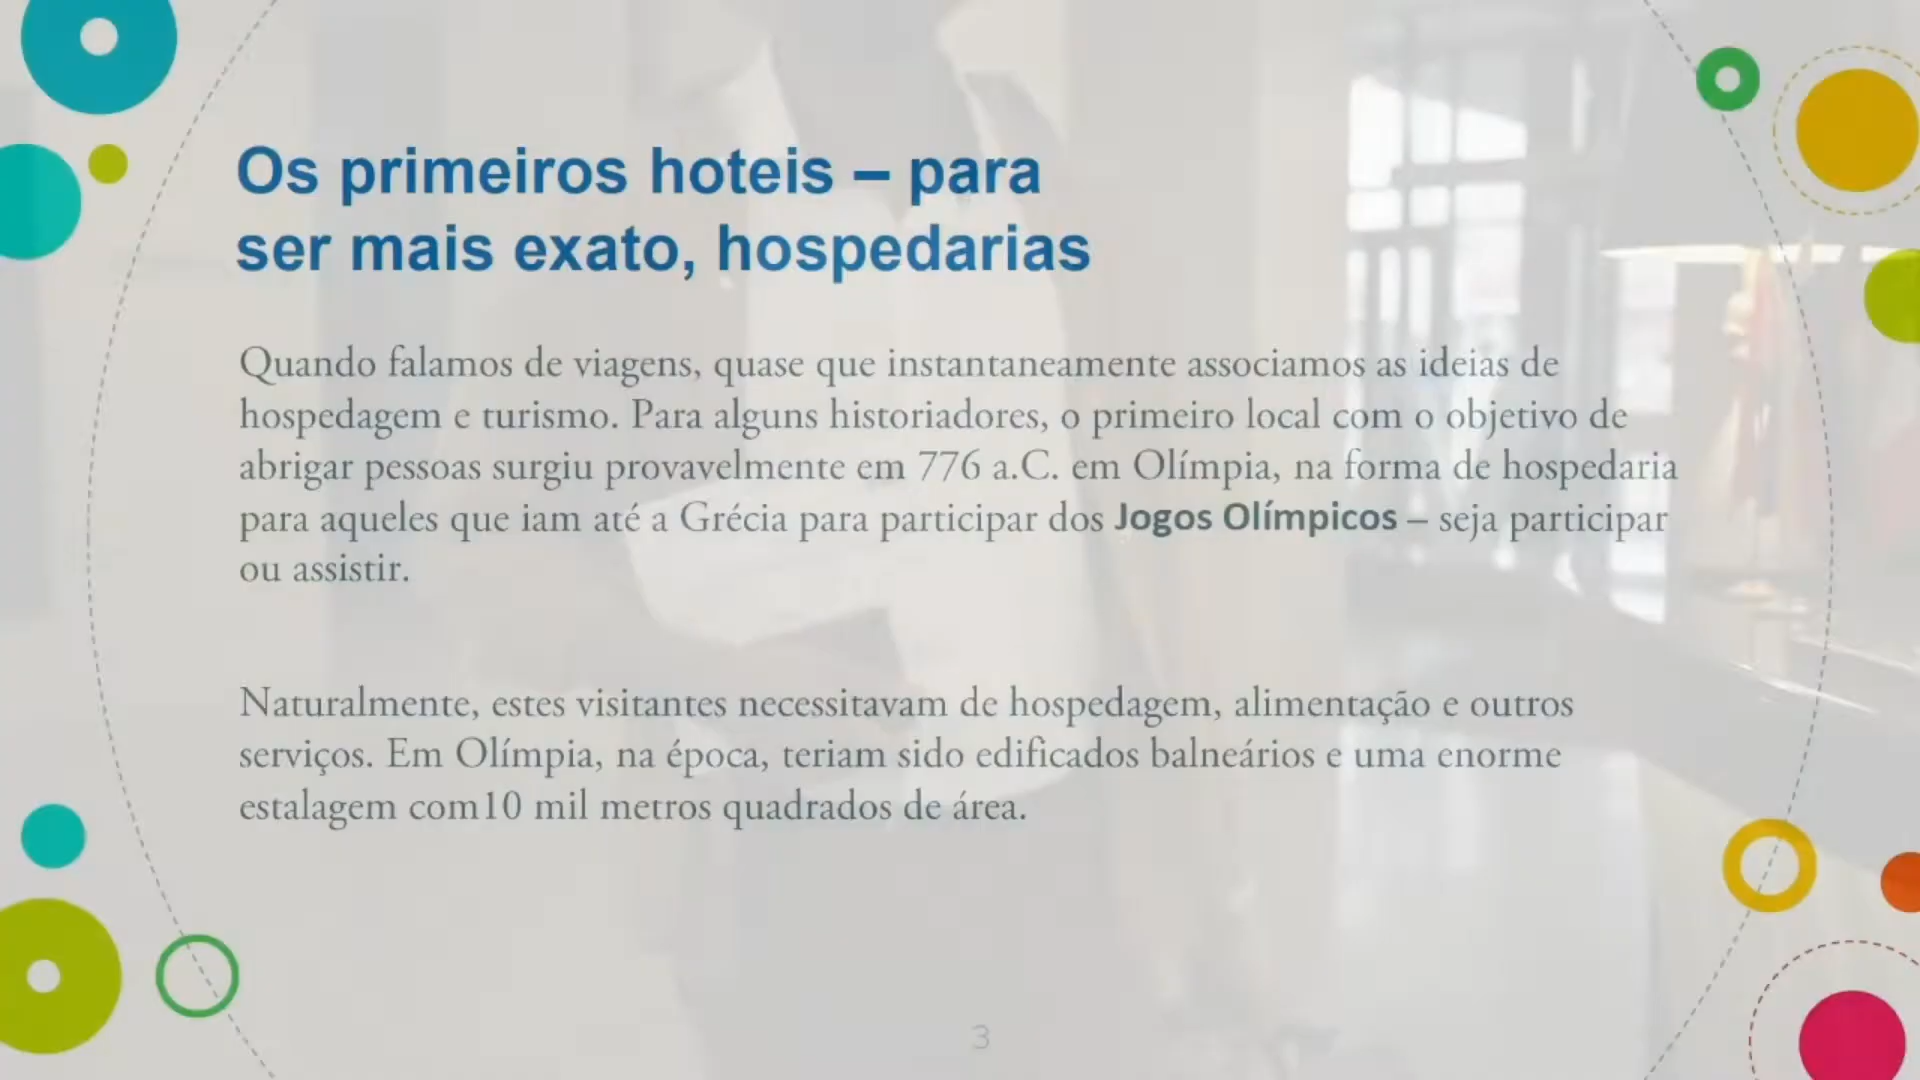 Os primeiros hoteis – para
ser mais exato, hospedarias
Quando falamos de viagens, quase que instantaneamente associamos as ideias de
hospedagem e turismo. Para alguns historiadores, o primeiro local com o objetivo de
abrigar pessoas surgiu provavelmente em 776 a.C. em Olímpia, na forma de hospedaria
para aqueles que iam até a Grécia para participar dos Jogos Olímpicos – seja participar
ou assistir.
Naturalmente, estes visitantes necessitavam de hospedagem, alimentação e outros
serviços. Em Olímpia, na época, teriam sido edificados balneários e uma enorme
estalagem com10 mil metros quadrados de área.
3